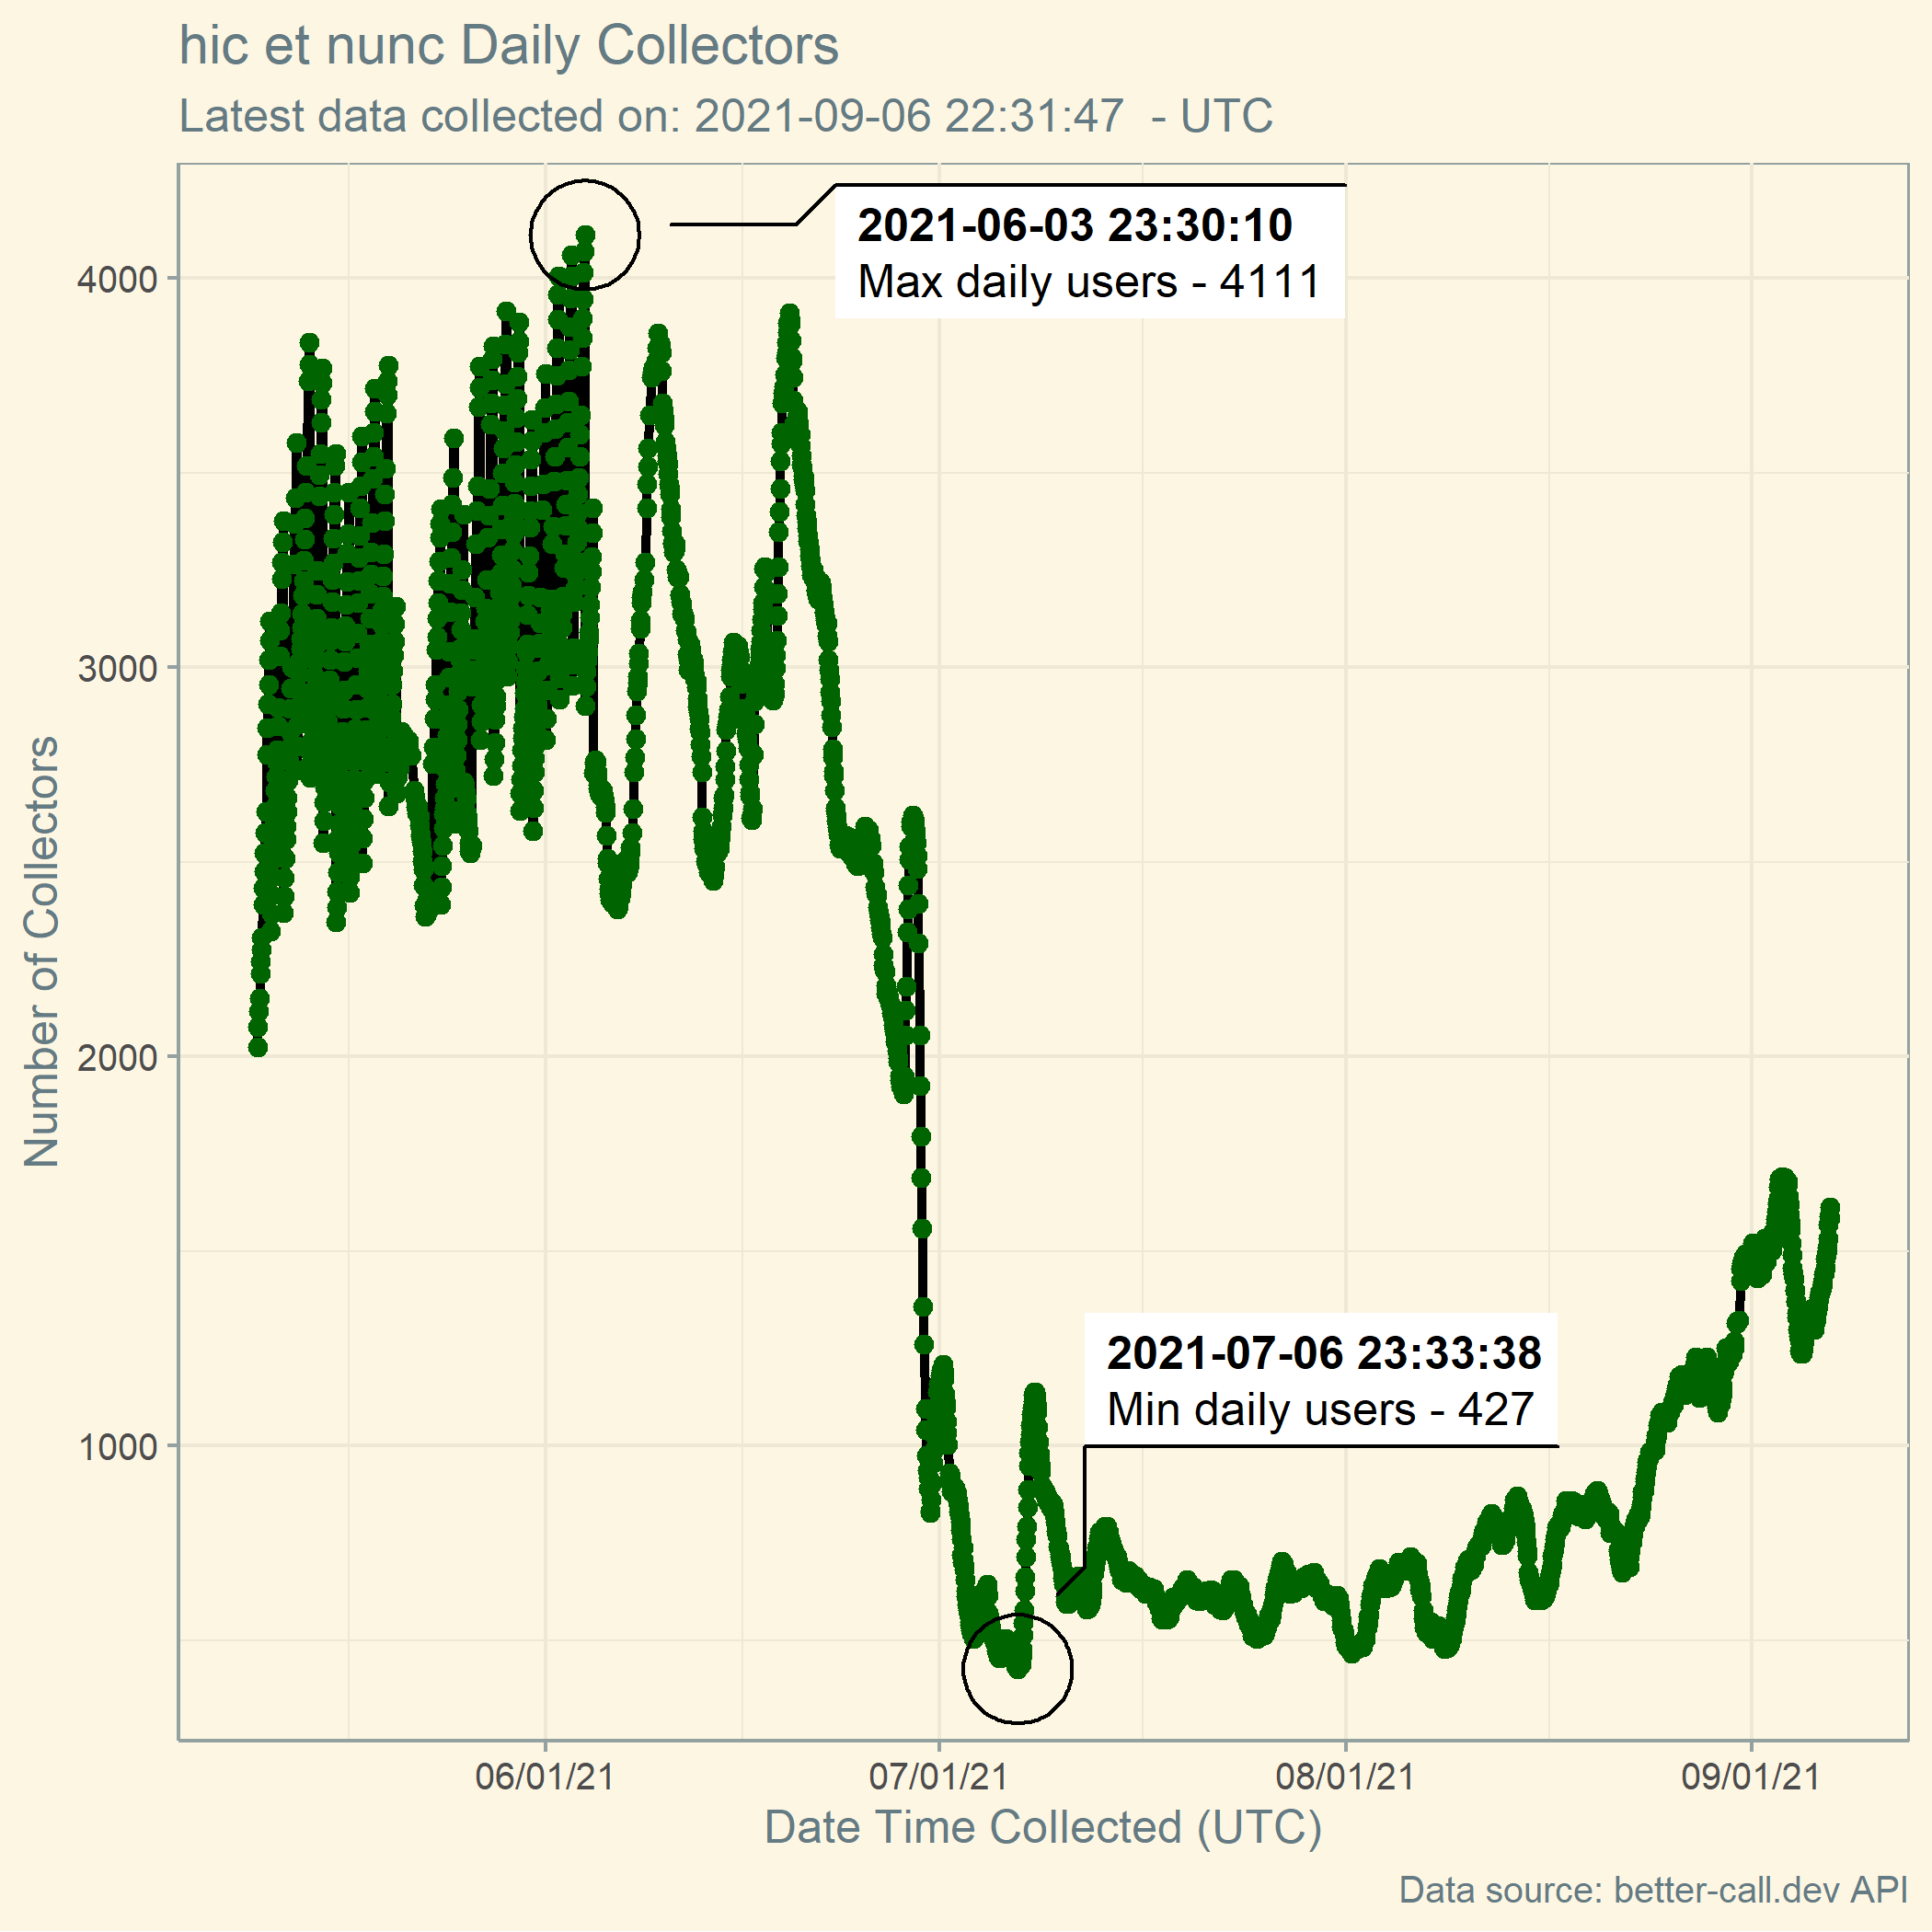 hic et nunc Daily Collectors
Latest data collected on: 2021-09-06 22:31:47  - UTC
2021-06-03 23:30:10
Max daily users - 4111
4000
3000
Number of Collectors
2000
2021-07-06 23:33:38
Min daily users - 427
1000
06/01/21 07/01/21 08/01/21 09/01/21
Date Time Collected (UTC)
Data source: better-call.dev API